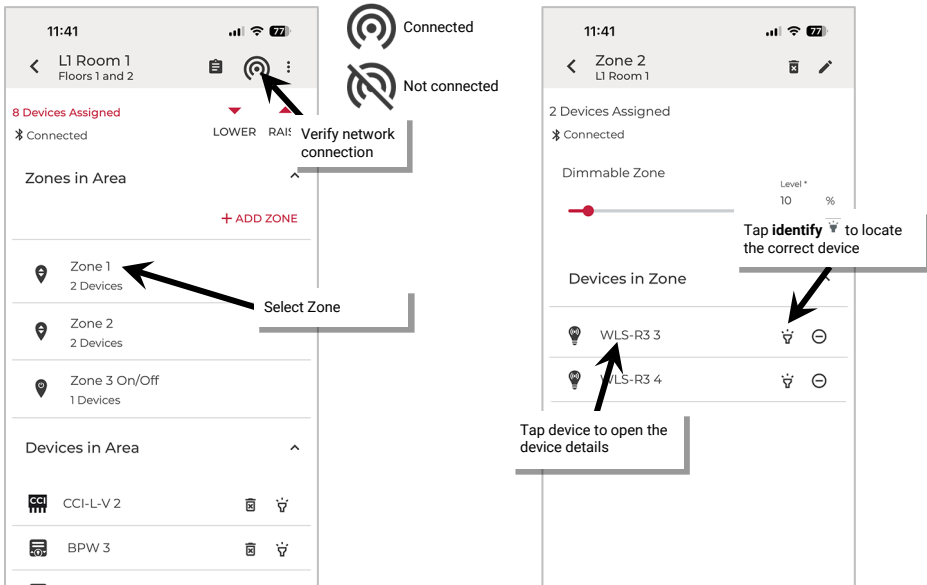 11:41
77
L1 Room 1
Floors 1 and 2
8 Devices Assigned
Connected
LOWER
RAIS
Zones in Area
+ ADD ZONE
Zone 1
2 Devices
Zone 2
2 Devices
Zone 3 On/Off
1 Devices
Devices in Area
CCI
CCI-L-V 2
BPW 3
Connected
Not connected
Verify network
connection
Select Zone
11:41
77
Zone 2
L1 Room 1
2 Devices Assigned
Connected
Dimmable Zone
Level *
10 %
Tap identify to locate
the correct device
Devices in Zone
WLS-R3 3
WLS-R3 4
Tap device to open the
device details